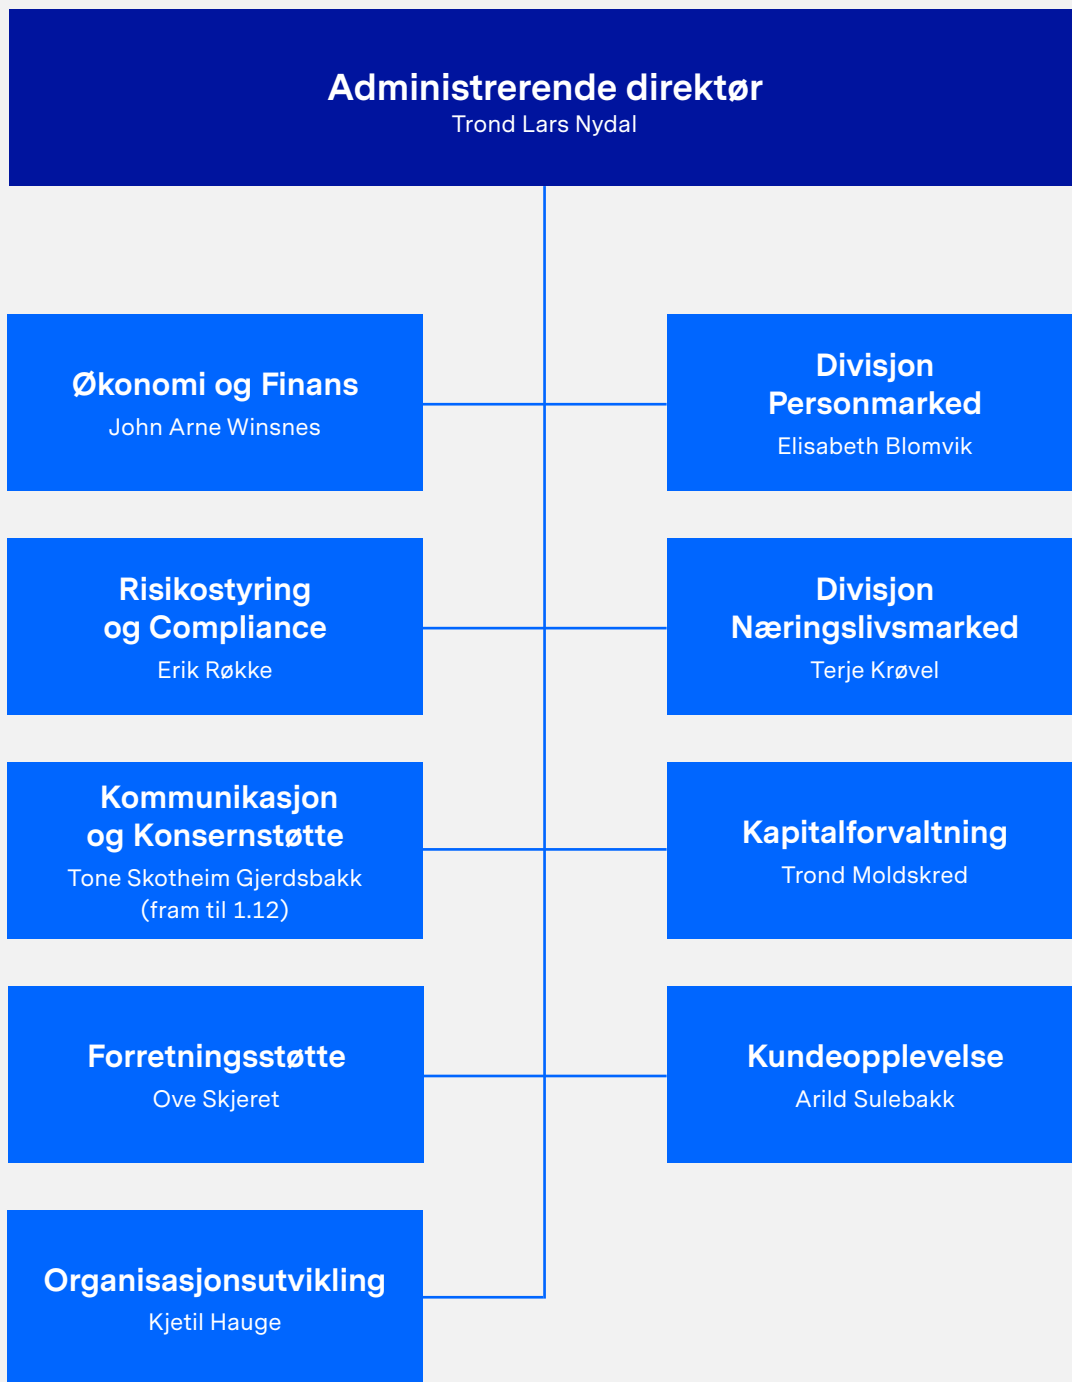 Administrerende direktør
Trond Lars Nydal
Økonomi og Finans
John Arne Winsnes
Divisjon
Personmarked
Elisabeth Blomvik
Risikostyring
og Compliance
Erik Røkke
Divisjon
Næringslivsmarked
Terje Krøvel
Kommunikasjon
og Konsernstøtte
Tone Skotheim Gjerdsbakk
(fram til 1.12)
Kapitalforvaltning
Trond Moldskred
Forretningsstøtte
Ove Skjeret
Kundeopplevelse
Arild Sulebakk
Organisasjonsutvikling
Kjetil Hauge